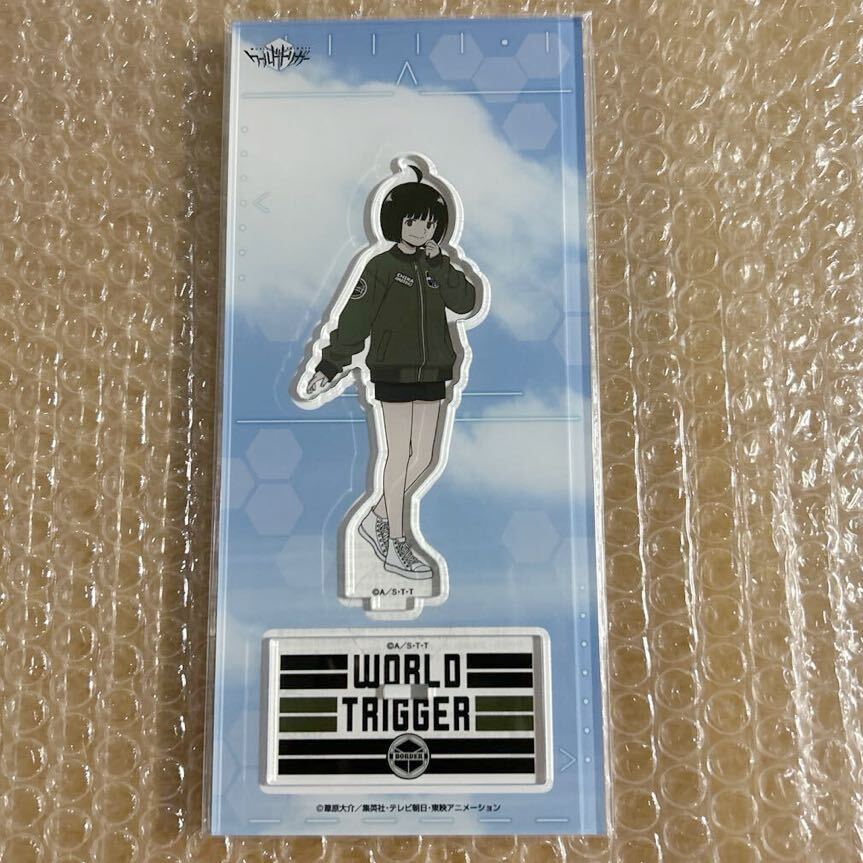 ワールドトリガー
©A/S・T・T
©A/S・T・T
WORLD
TRIGGER
BORDER
©葦原大介/集英社・テレビ朝日・東映アニメーション